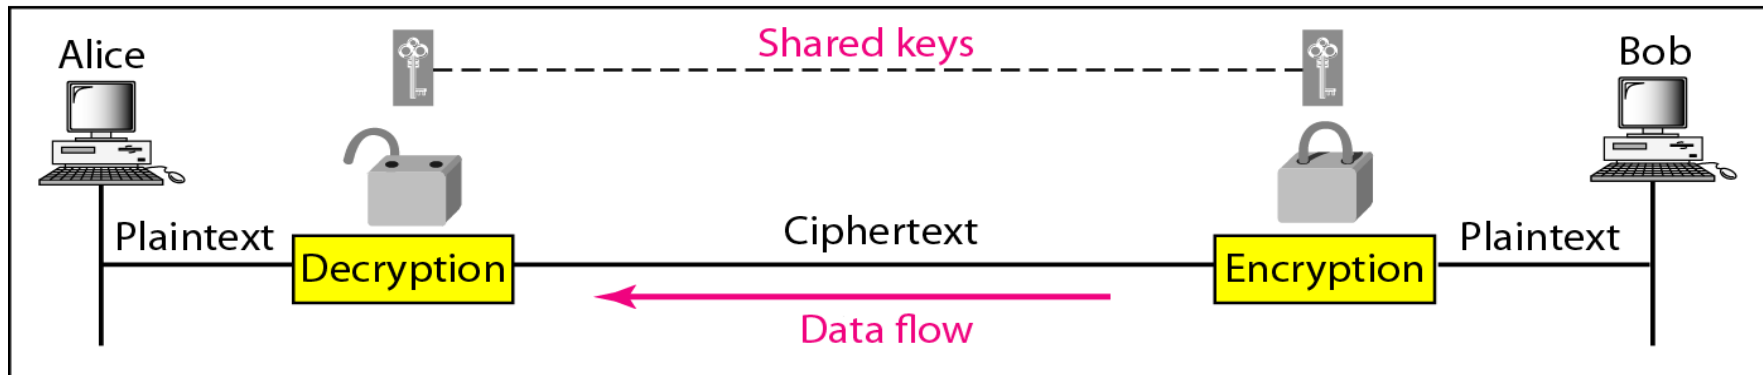 Shared keys
Alice
Bob
Plaintext
Decryption
Ciphertext
Encryption
Plaintext
Data flow